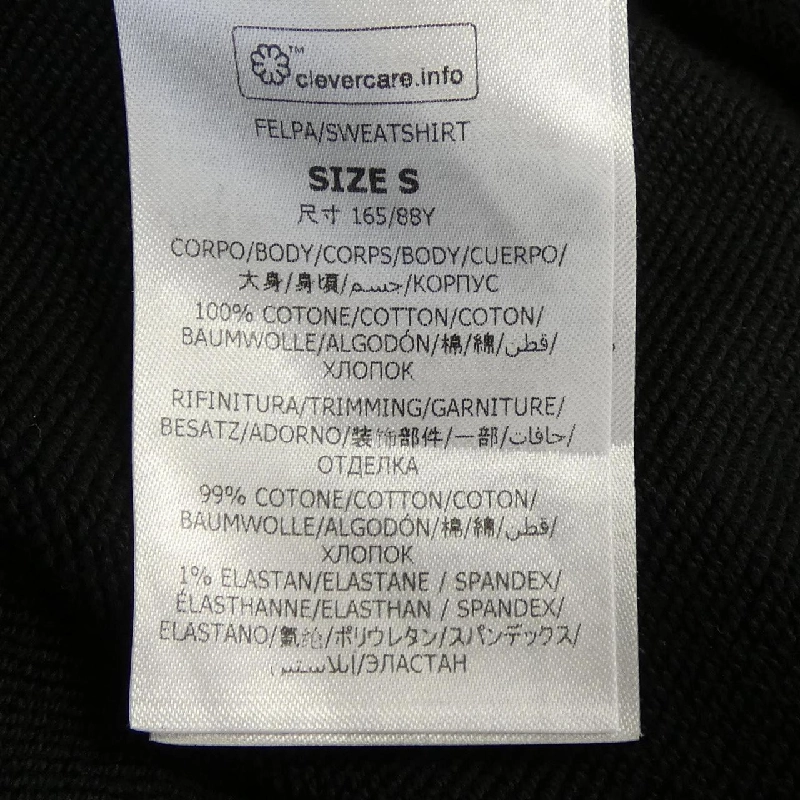 ™clevercare.info
FELPA/SWEATSHIRT
SIZE S
尺寸 165/88Y
CORPO/BODY/CORPS/BODY/CUERPO/
大身/身頃/جسم/КОРПУС
100% COTONE/COTTON/COTON/
BAUMWOLLE/ALGODÓN/棉/綿/قطن/
ХЛОПОК
RIFINITURA/TRIMMING/GARNITURE/
BESATZ/ADORNO/装饰部件/一部/حافات/
ОТДЕЛКА
99% COTONE/COTTON/COTON/
BAUMWOLLE/ALGODÓN/棉/綿/قطن/
ХЛОПОК
1% ELASTAN/ELASTANE / SPANDEX/
ÉLASTHANNE/ELASTHAN / SPANDEX/
ELASTANO/氨纶/ポリウレタン/スパンデックス/
/ЭЛАСТАН